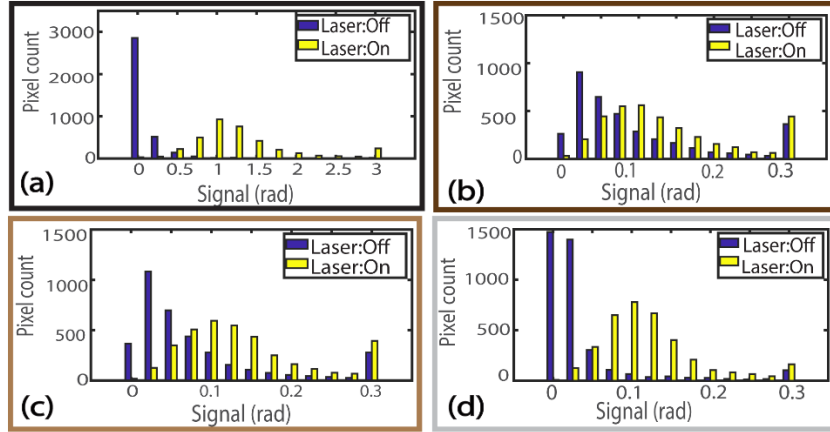 3000
2000
1000
0
Pixel count
Laser:Off
Laser:On
0 0.5 1 1.5 2 2.5 3
Signal (rad)
(a)
1500
1000
500
0
Pixel count
Laser:Off
Laser:On
0 0.1 0.2 0.3
Signal (rad)
(b)
1500
1000
500
0
Pixel count
Laser:Off
Laser:On
0 0.1 0.2 0.3
Signal (rad)
(c)
1500
1000
500
0
Pixel count
Laser:Off
Laser:On
0 0.1 0.2 0.3
Signal (rad)
(d)